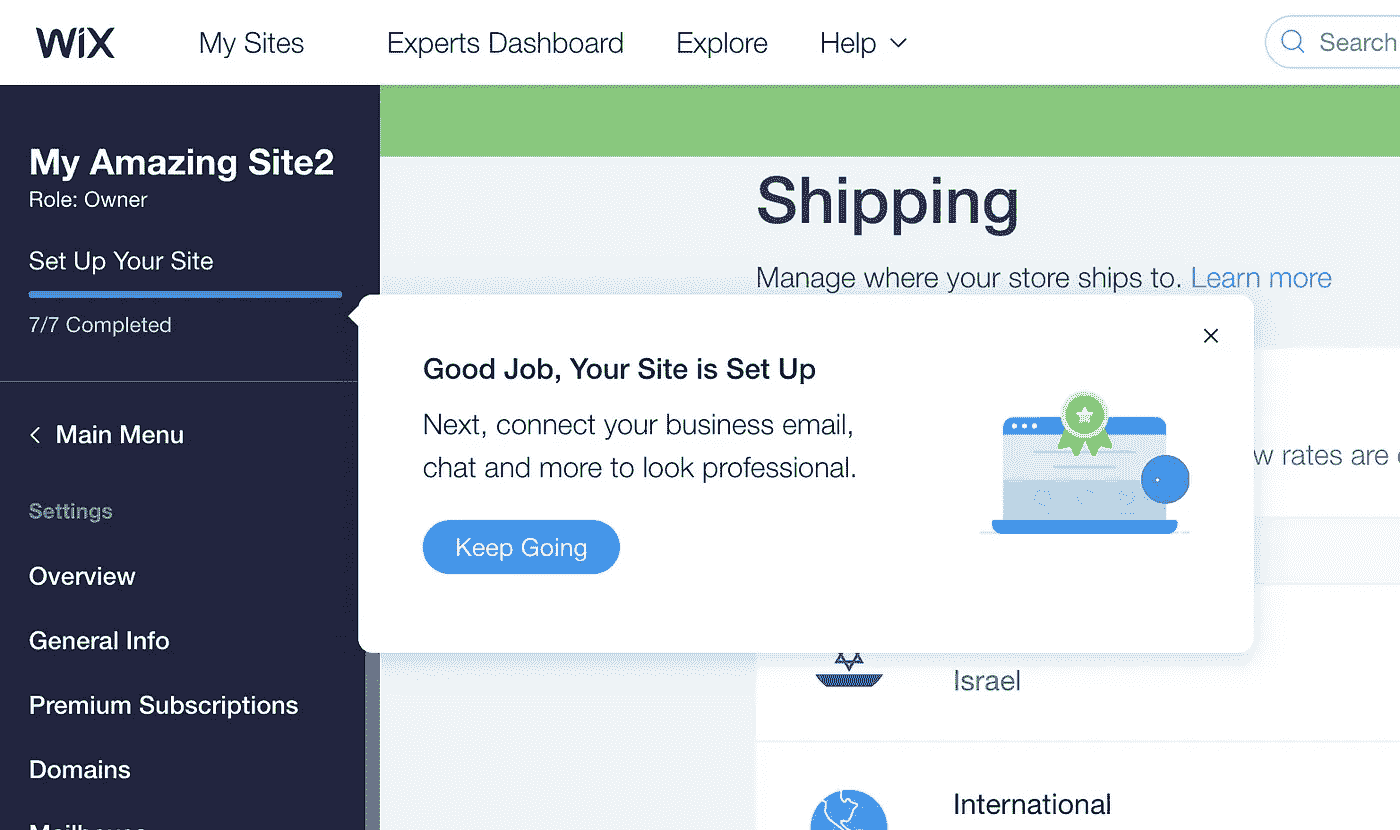 WiX
My Sites
Experts Dashboard
Explore
Help
Search
My Amazing Site2
Role: Owner
Set Up Your Site
7/7 Completed
Main Menu
Settings
Overview
General Info
Premium Subscriptions
Domains
Shipping
Manage where your store ships to. Learn more
Good Job, Your Site is Set Up
Next, connect your business email,
chat and more to look professional.
Keep Going
rates are
Israel
International